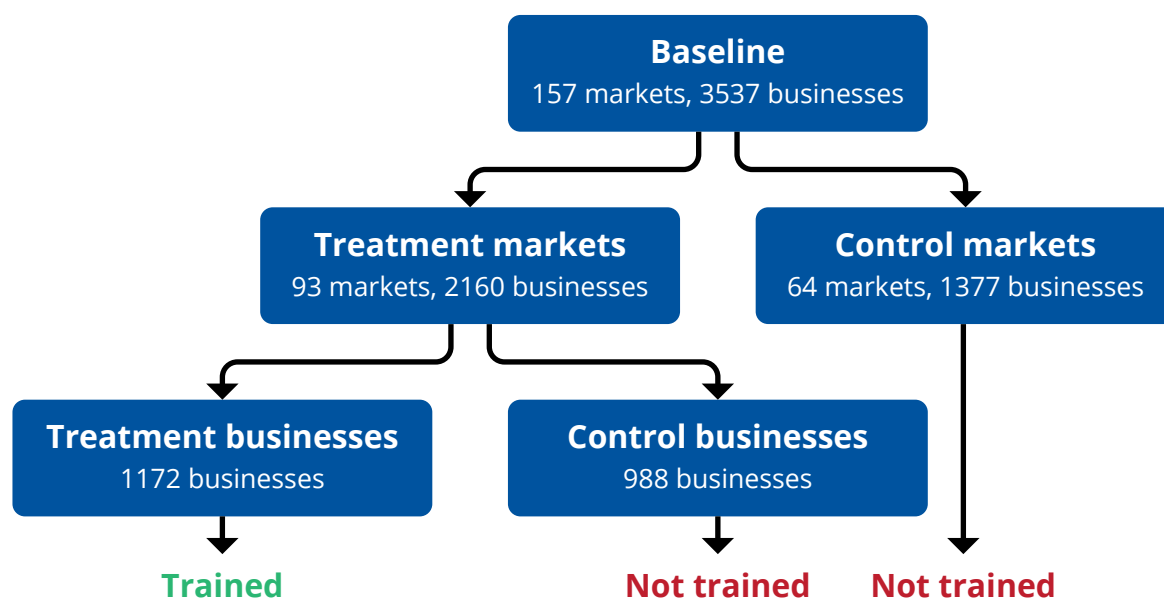 Baseline
157 markets, 3537 businesses
Treatment markets
93 markets, 2160 businesses
Control markets
64 markets, 1377 businesses
Treatment businesses
1172 businesses
Control businesses
988 businesses
Trained
Not trained
Not trained